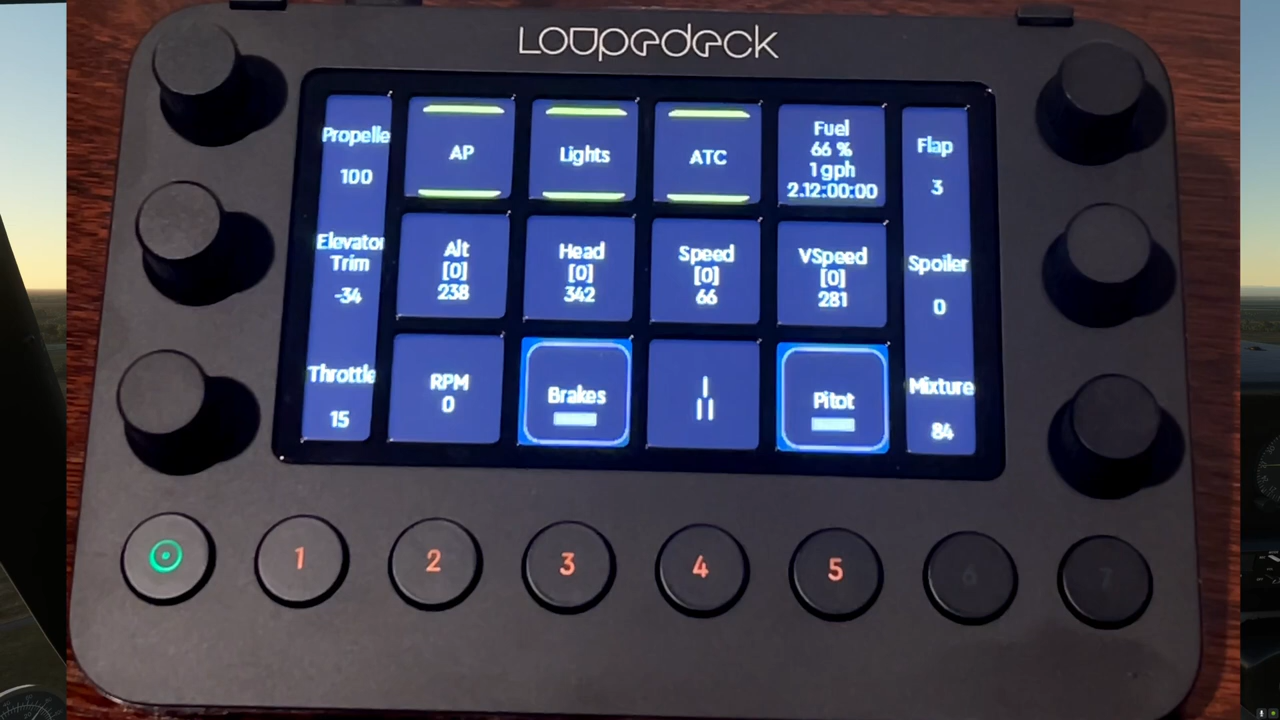 Loupedeck
Propelle
100
AP
Lights
ATC
Fuel
66 %
1 gph
2.12:00:00
Flap
3
Elevator
Trim
-34
Alt
[0]
238
Head
[0]
342
Speed
[0]
66
VSpeed
[0]
281
Spoiler
0
Throttle
15
RPM
0
Brakes
Pitot
Mixture
84
1
2
3
4
5
6
7